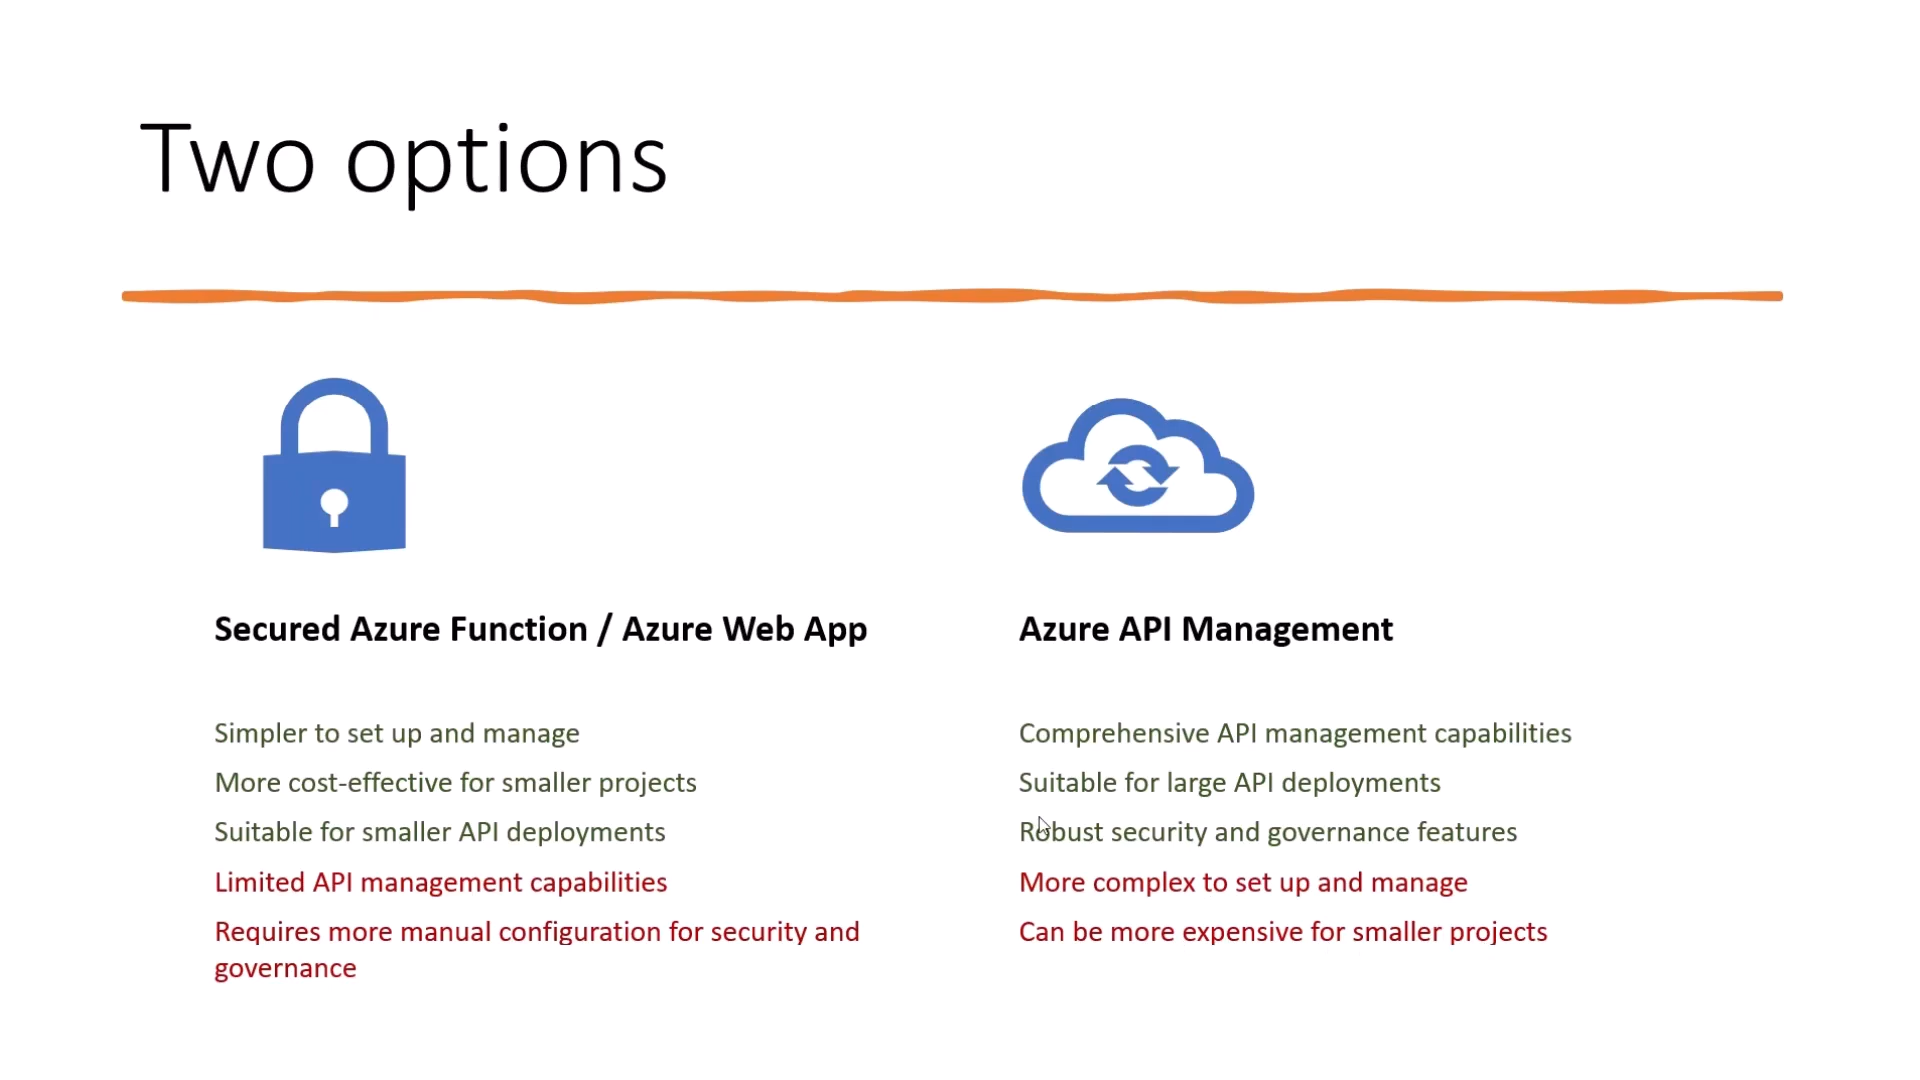 Two options
Secured Azure Function / Azure Web App
Simpler to set up and manage
More cost-effective for smaller projects
Suitable for smaller API deployments
Limited API management capabilities
Requires more manual configuration for security and
governance
Azure API Management
Comprehensive API management capabilities
Suitable for large API deployments
Robust security and governance features
More complex to set up and manage
Can be more expensive for smaller projects